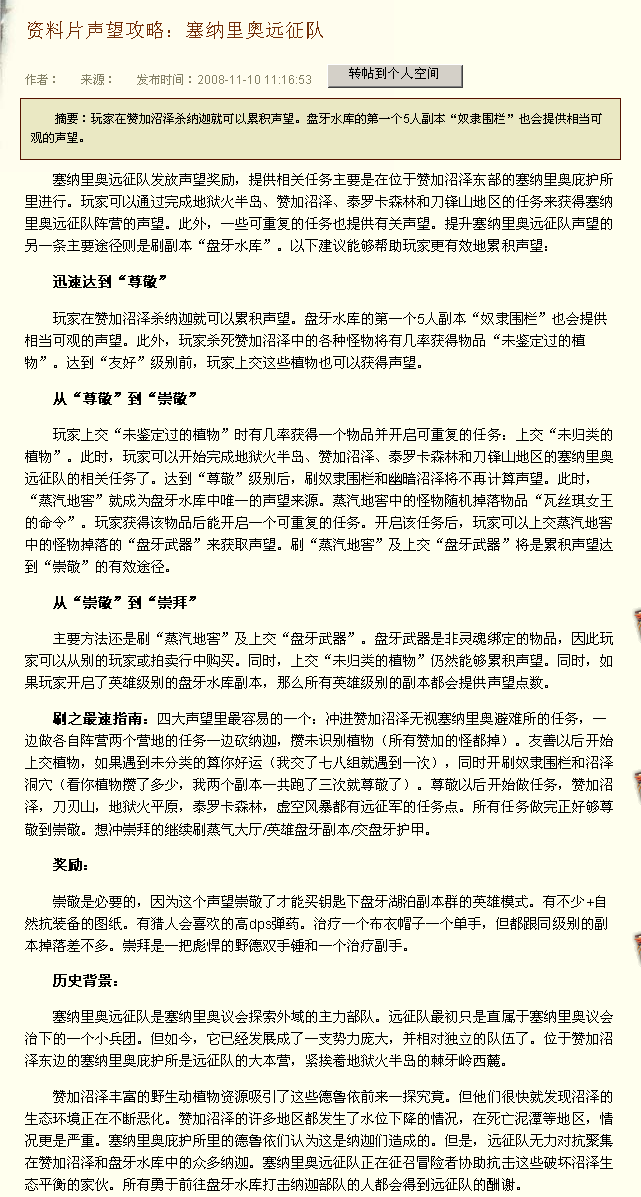 资料片声望攻略：塞纳里奥远征队
作者： 来源： 发布时间：2008-11-10 11:16:53 转帖到个人空间
摘要：玩家在赞加沼泽杀纳迦就可以累积声望。盘牙水库的第一个5人副本“奴隶围栏”也会提供相当可
观的声望。
塞纳里奥远征队发放声望奖励，提供相关任务主要是在位于赞加沼泽东部的塞纳里奥庇护所
里进行。玩家可以通过完成地狱火半岛、赞加沼泽、泰罗卡森林和刀锋山地区的任务来获得塞纳
里奥远征队阵营的声望。此外，一些可重复的任务也提供有关声望。提升塞纳里奥远征队声望的
另一条主要途径则是刷副本“盘牙水库”。以下建议能够帮助玩家更有效地累积声望：
迅速达到“尊敬”
玩家在赞加沼泽杀纳迦就可以累积声望。盘牙水库的第一个5人副本“奴隶围栏”也会提供
相当可观的声望。此外，玩家杀死赞加沼泽中的各种怪物将有几率获得物品“未鉴定过的植
物”。达到“友好”级别前，玩家上交这些植物也可以获得声望。
从“尊敬”到“崇敬”
玩家上交“未鉴定过的植物”时有几率获得一个物品并开启可重复的任务：上交“未归类的
植物”。此时，玩家可以开始完成地狱火半岛、赞加沼泽、泰罗卡森林和刀锋山地区的塞纳里奥
远征队的相关任务了。达到“尊敬”级别后，刷奴隶围栏和幽暗沼泽将不再计算声望。此时，
“蒸汽地窖”就成为盘牙水库中唯一的声望来源。蒸汽地窖中的怪物随机掉落物品“瓦丝琪女王
的命令”。玩家获得该物品后能开启一个可重复的任务。开启该任务后，玩家可以上交蒸汽地窖
中的怪物掉落的“盘牙武器”来获取声望。刷“蒸汽地窖”及上交“盘牙武器”将是累积声望达
到“崇敬”的有效途径。
从“崇敬”到“崇拜”
主要方法还是刷“蒸汽地窖”及上交“盘牙武器”。盘牙武器是非灵魂绑定的物品，因此玩
家可以从别的玩家或拍卖行中购买。同时，上交“未归类的植物”仍然能够累积声望。同时，如
果玩家开启了英雄级别的盘牙水库副本，那么所有英雄级别的副本都会提供声望点数。
刷之最速指南：四大声望里最容易的一个：冲进赞加沼泽无视塞纳里奥避难所的任务，一
边做各自阵营两个营地的任务一边砍纳迦，攒未识别植物（所有赞加的怪都掉）。友善以后开始
上交植物，如果遇到未分类的算你好运（我交了七八组就遇到一次），同时开刷奴隶围栏和沼泽
洞穴（看你植物攒了多少，我两个副本一共跑了三次就尊敬了）。尊敬以后开始做任务，赞加沼
泽，刀刃山，地狱火平原，泰罗卡森林，虚空风暴都有远征军的任务点。所有任务做完正好够尊
敬到崇敬。想冲崇拜的继续刷蒸气大厅/英雄盘牙副本/交盘牙护甲。
奖励：
崇敬是必要的，因为这个声望崇敬了才能买钥匙下盘牙湖泊副本群的英雄模式。有不少+自
然抗装备的图纸。有猎人会喜欢的高dps弹药。治疗一个布衣帽子一个单手，但都跟同级别的副
本掉落差不多。崇拜是一把彪悍的野德双手锤和一个治疗副手。
历史背景：
塞纳里奥远征队是塞纳里奥议会探索外域的主力部队。远征队最初只是直属于塞纳里奥议会
治下的一个小兵团。但如今，它已经发展成了一支势力庞大，并相对独立的队伍了。位于赞加沼
泽东边的塞纳里奥庇护所是远征队的大本营，紧挨着地狱火半岛的棘牙岭西麓。
赞加沼泽丰富的野生动植物资源吸引了这些德鲁依前来一探究竟。但他们很快就发现沼泽的
生态环境正在不断恶化。赞加沼泽的许多地区都发生了水位下降的情况，在死亡泥潭等地区，情
况更是严重。塞纳里奥庇护所里的德鲁依们认为这是纳迦们造成的。但是，远征队无力对抗聚集
在赞加沼泽和盘牙水库中的众多纳迦。塞纳里奥远征队正在征召冒险者协助抗击这些破坏沼泽生
态平衡的家伙。所有勇于前往盘牙水库打击纳迦部队的人都会得到远征队的酬谢。